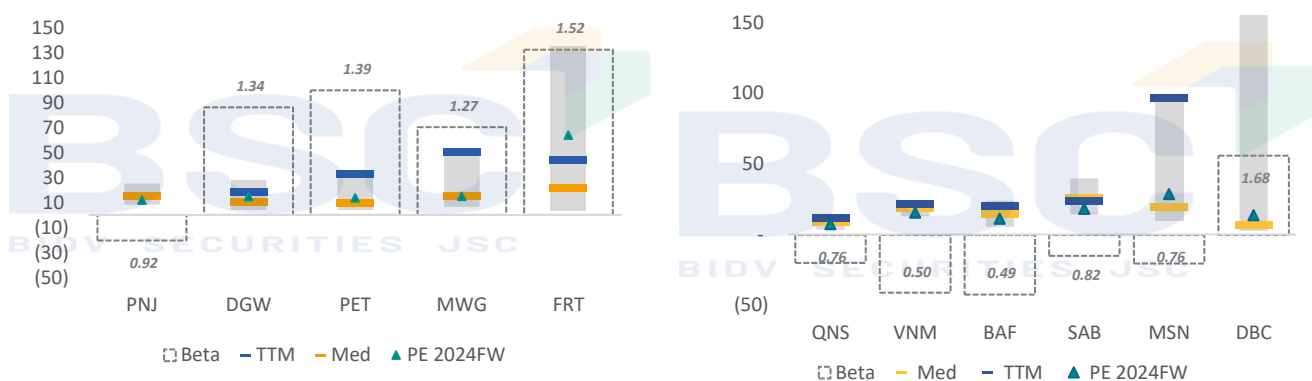 150
130
110
90
70
50
30
10
(10)
(30)
(50)
1.52
1.39
1.34
1.27
0.92
BSC
BIDV SECURITIES JSC
PNJ DGW PET MWG FRT
Beta TTM Med PE 2024FW
150
100
50
-
(50)
1.68
0.76 0.50 0.49 0.82 0.76
BSC
BIDV SECURITIES JSC
QNS VNM BAF SAB MSN DBC
Beta Med TTM PE 2024FW